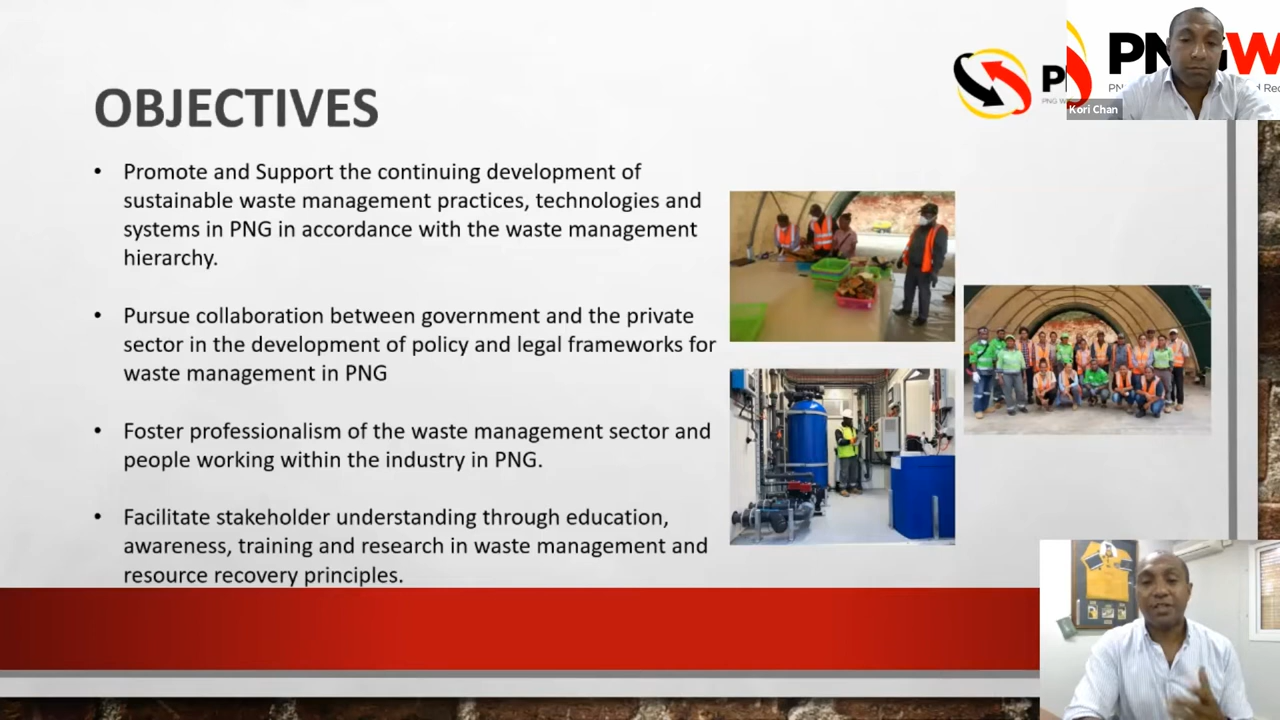 OBJECTIVES
• Promote and Support the continuing development of
sustainable waste management practices, technologies and
systems in PNG in accordance with the waste management
hierarchy.
• Pursue collaboration between government and the private
sector in the development of policy and legal frameworks for
waste management in PNG
• Foster professionalism of the waste management sector and
people working within the industry in PNG.
• Facilitate stakeholder understanding through education,
awareness, training and research in waste management and
resource recovery principles.
Kori Chan